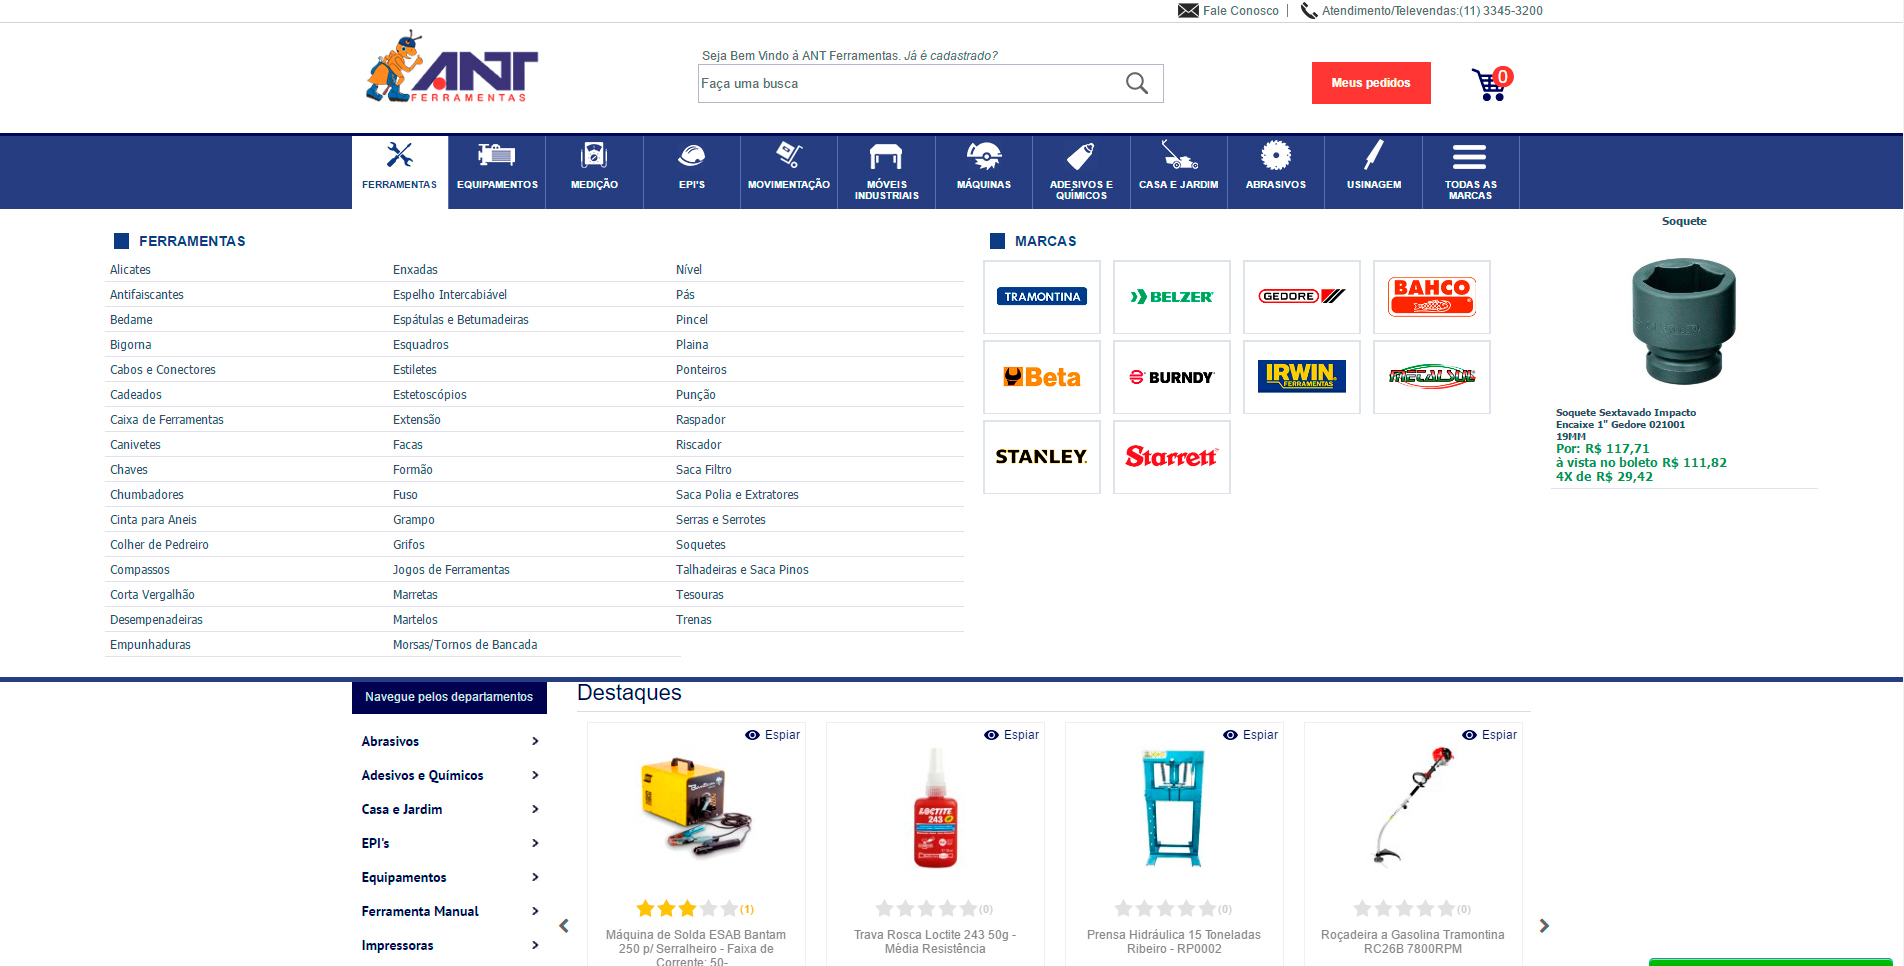 Fale Conosco | Atendimento/Televendas:(11) 3345-3200
ANT
FERRAMENTAS
Seja Bem Vindo à ANT Ferramentas. Já é cadastrado?
Faça uma busca
Meus pedidos
0
FERRAMENTAS
EQUIPAMENTOS
MEDIÇÃO
EPI'S
MOVIMENTAÇÃO
MÓVEIS INDUSTRIAIS
MÁQUINAS
ADESIVOS E QUÍMICOS
CASA E JARDIM
ABRASIVOS
USINAGEM
TODAS AS MARCAS
FERRAMENTAS
Alicates
Antifaiscantes
Bedame
Bigorna
Cabos e Conectores
Cadeados
Caixa de Ferramentas
Canivetes
Chaves
Chumbadores
Cinta para Aneis
Colher de Pedreiro
Compassos
Corta Vergalhão
Desempenadeiras
Empunhaduras
Enxadas
Espelho Intercabiável
Espátulas e Betumadeiras
Esquadros
Estiletes
Estetoscópios
Extensão
Facas
Formão
Fuso
Grampo
Grifos
Jogos de Ferramentas
Marretas
Martelos
Morsas/Tornos de Bancada
Nível
Pás
Pincel
Plaina
Ponteiros
Punção
Raspador
Riscador
Saca Filtro
Saca Polia e Extratores
Serras e Serrotes
Soquetes
Talhadeiras e Saca Pinos
Tesouras
Trenas
MARCAS
TRAMONTINA
BELZER
GEDORE
BAHCO
Beta
BURNDY
IRWIN
FERRAMENTAS
METALSUL
STANLEY
Starrett
Soquete
Soquete Sextavado Impacto
Encaixe 1" Gedore 021001
19MM
Por: R$ 117,71
à vista no boleto R$ 111,82
4X de R$ 29,42
Navegue pelos departamentos
Abrasivos
Adesivos e Químicos
Casa e Jardim
EPI's
Equipamentos
Ferramenta Manual
Impressoras
Destaques
Espiar
(1)
Máquina de Solda ESAB Bantam
250 p/ Serralheiro - Faixa de
Corrente: 50-
Espiar
LOCTITE
243
(0)
Trava Rosca Loctite 243 50g -
Média Resistência
Espiar
(0)
Prensa Hidráulica 15 Toneladas
Ribeiro - RP0002
Espiar
(0)
Roçadeira a Gasolina Tramontina
RC26B 7800RPM